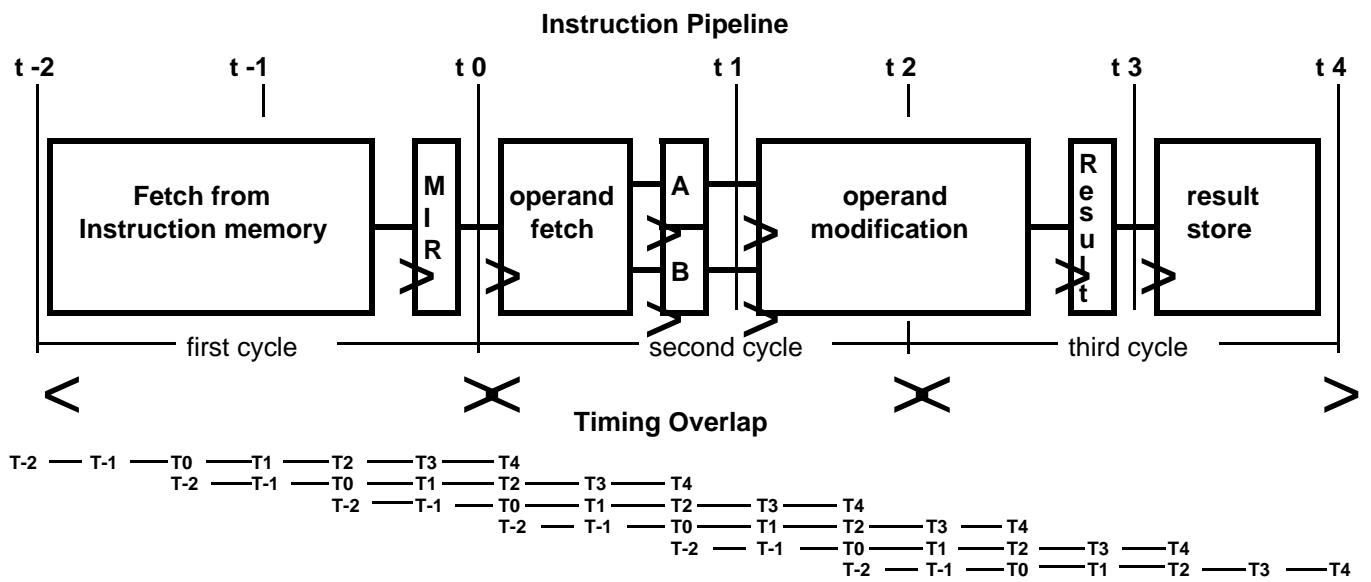 Instruction Pipeline
t -2 t -1 t 0 t 1 t 2 t 3 t 4
Fetch from
Instruction memory
MIR
operand
fetch
A
B
operand
modification
Result
result
store
first cycle second cycle third cycle
Timing Overlap
T-2 T-1 T0 T1 T2 T3 T4
T-2 T-1 T0 T1 T2 T3 T4
T-2 T-1 T0 T1 T2 T3 T4
T-2 T-1 T0 T1 T2 T3 T4
T-2 T-1 T0 T1 T2 T3 T4
T-2 T-1 T0 T1 T2 T3 T4